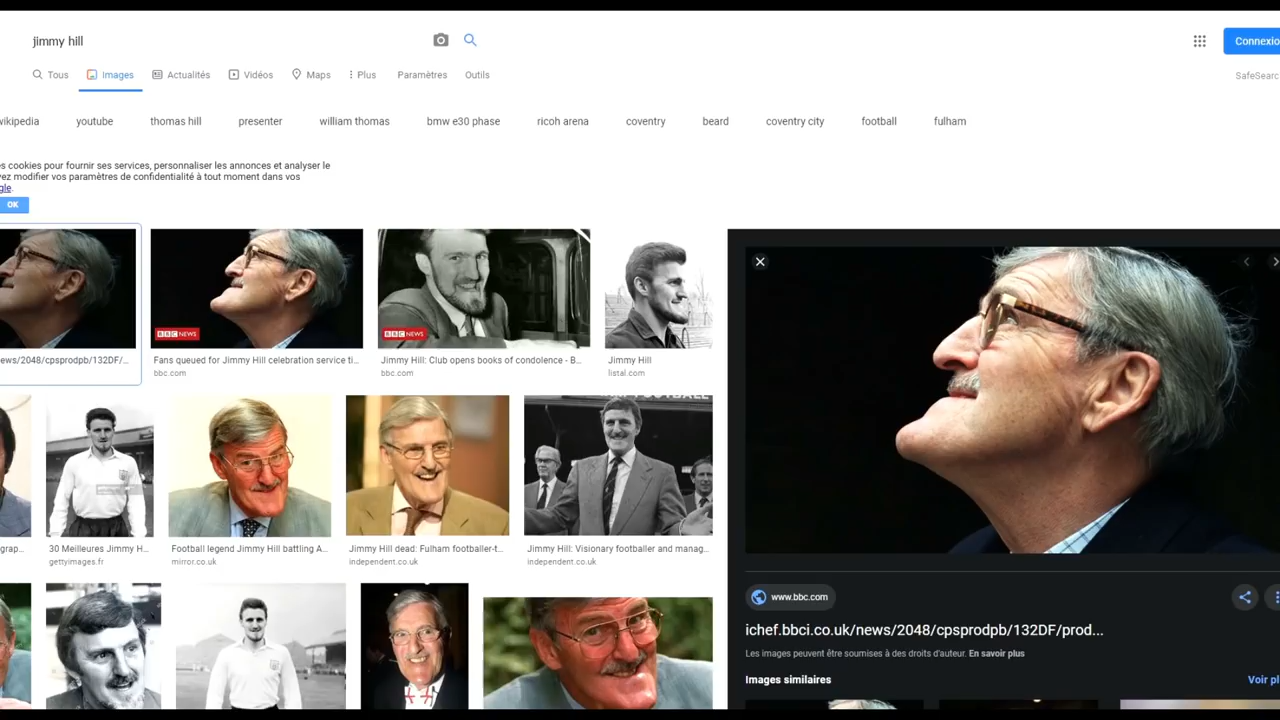 jimmy hill
Connexio
Tous Images Actualités Vidéos Maps Plus Paramètres Outils
SafeSearc
wikipedia youtube thomas hill presenter william thomas bmw e30 phase ricoh arena coventry beard coventry city football fulham
es cookies pour fournir ses services, personnaliser les annonces et analyser le
vez modifier vos paramètres de confidentialité à tout moment dans vos
gle.
OK
BBC NEWS
BBC NEWS
ews/2048/cpsprodpb/132DF/...
Fans queued for Jimmy Hill celebration service ti...
bbc.com
Jimmy Hill: Club opens books of condolence - B...
bbc.com
Jimmy Hill
listal.com
FOOTBALL
grap...
30 Meilleures Jimmy H...
gettyimages.fr
Football legend Jimmy Hill battling A...
mirror.co.uk
Jimmy Hill dead: Fulham footballer-t...
independent.co.uk
Jimmy Hill: Visionary footballer and manag...
independent.co.uk
www.bbc.com
ichef.bbci.co.uk/news/2048/cpsprodpb/132DF/prod...
Les images peuvent être soumises à des droits d'auteur. En savoir plus
Images similaires
Voir pl